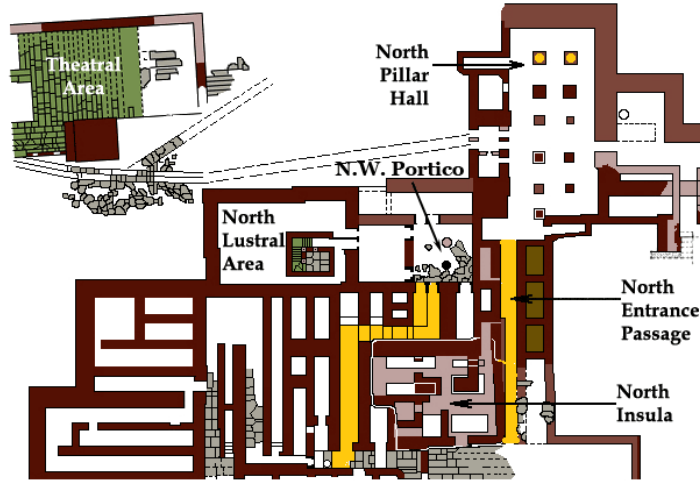 Theatral
Area
North
Pillar
Hall
N.W. Portico
North
Lustral
Area
North
Entrance
Passage
North
Insula